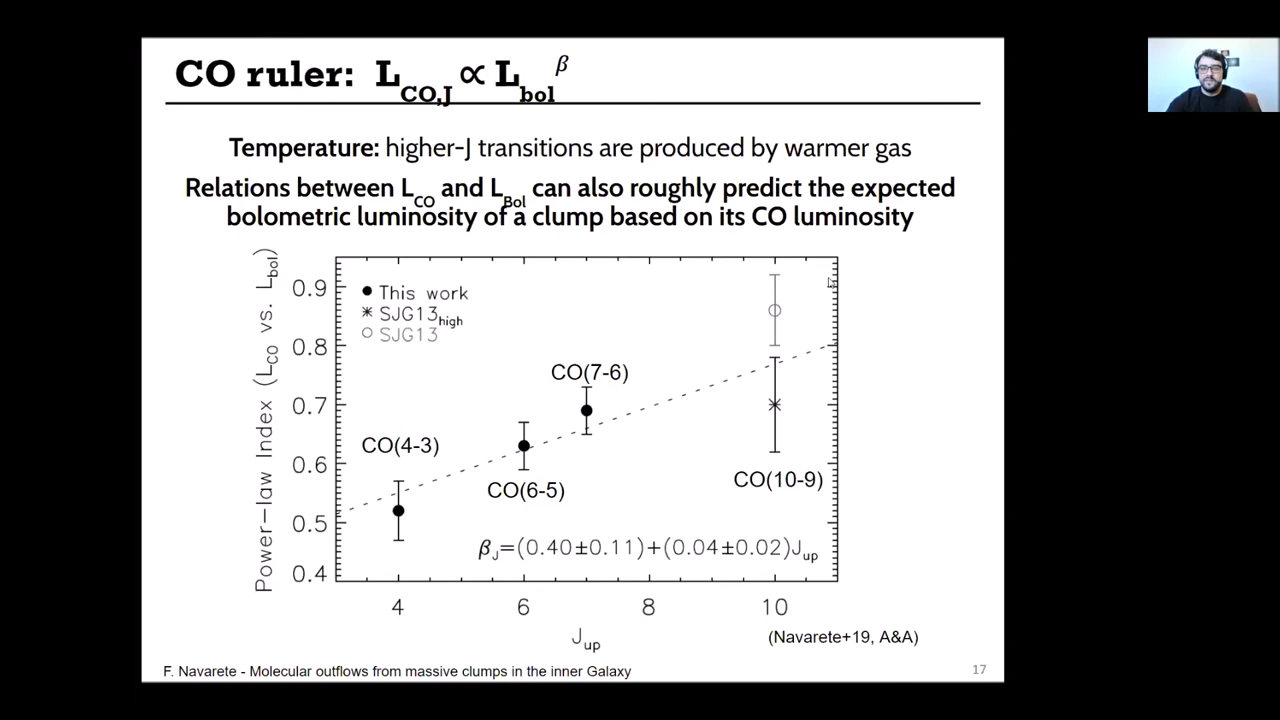 CO ruler: L_CO,J ∝ L_bol^β
Temperature: higher-J transitions are produced by warmer gas
Relations between L_CO and L_Bol can also roughly predict the expected
bolometric luminosity of a clump based on its CO luminosity
Power-law Index (L_CO vs. L_bol)
0.9
0.8
0.7
0.6
0.5
0.4
This work
SJG13_high
SJG13
CO(7-6)
CO(4-3)
CO(6-5)
CO(10-9)
β_J=(0.40±0.11)+(0.04±0.02)J_up
4 6 8 10
J_up
(Navarete+19, A&A)
F. Navarete - Molecular outflows from massive clumps in the inner Galaxy
17